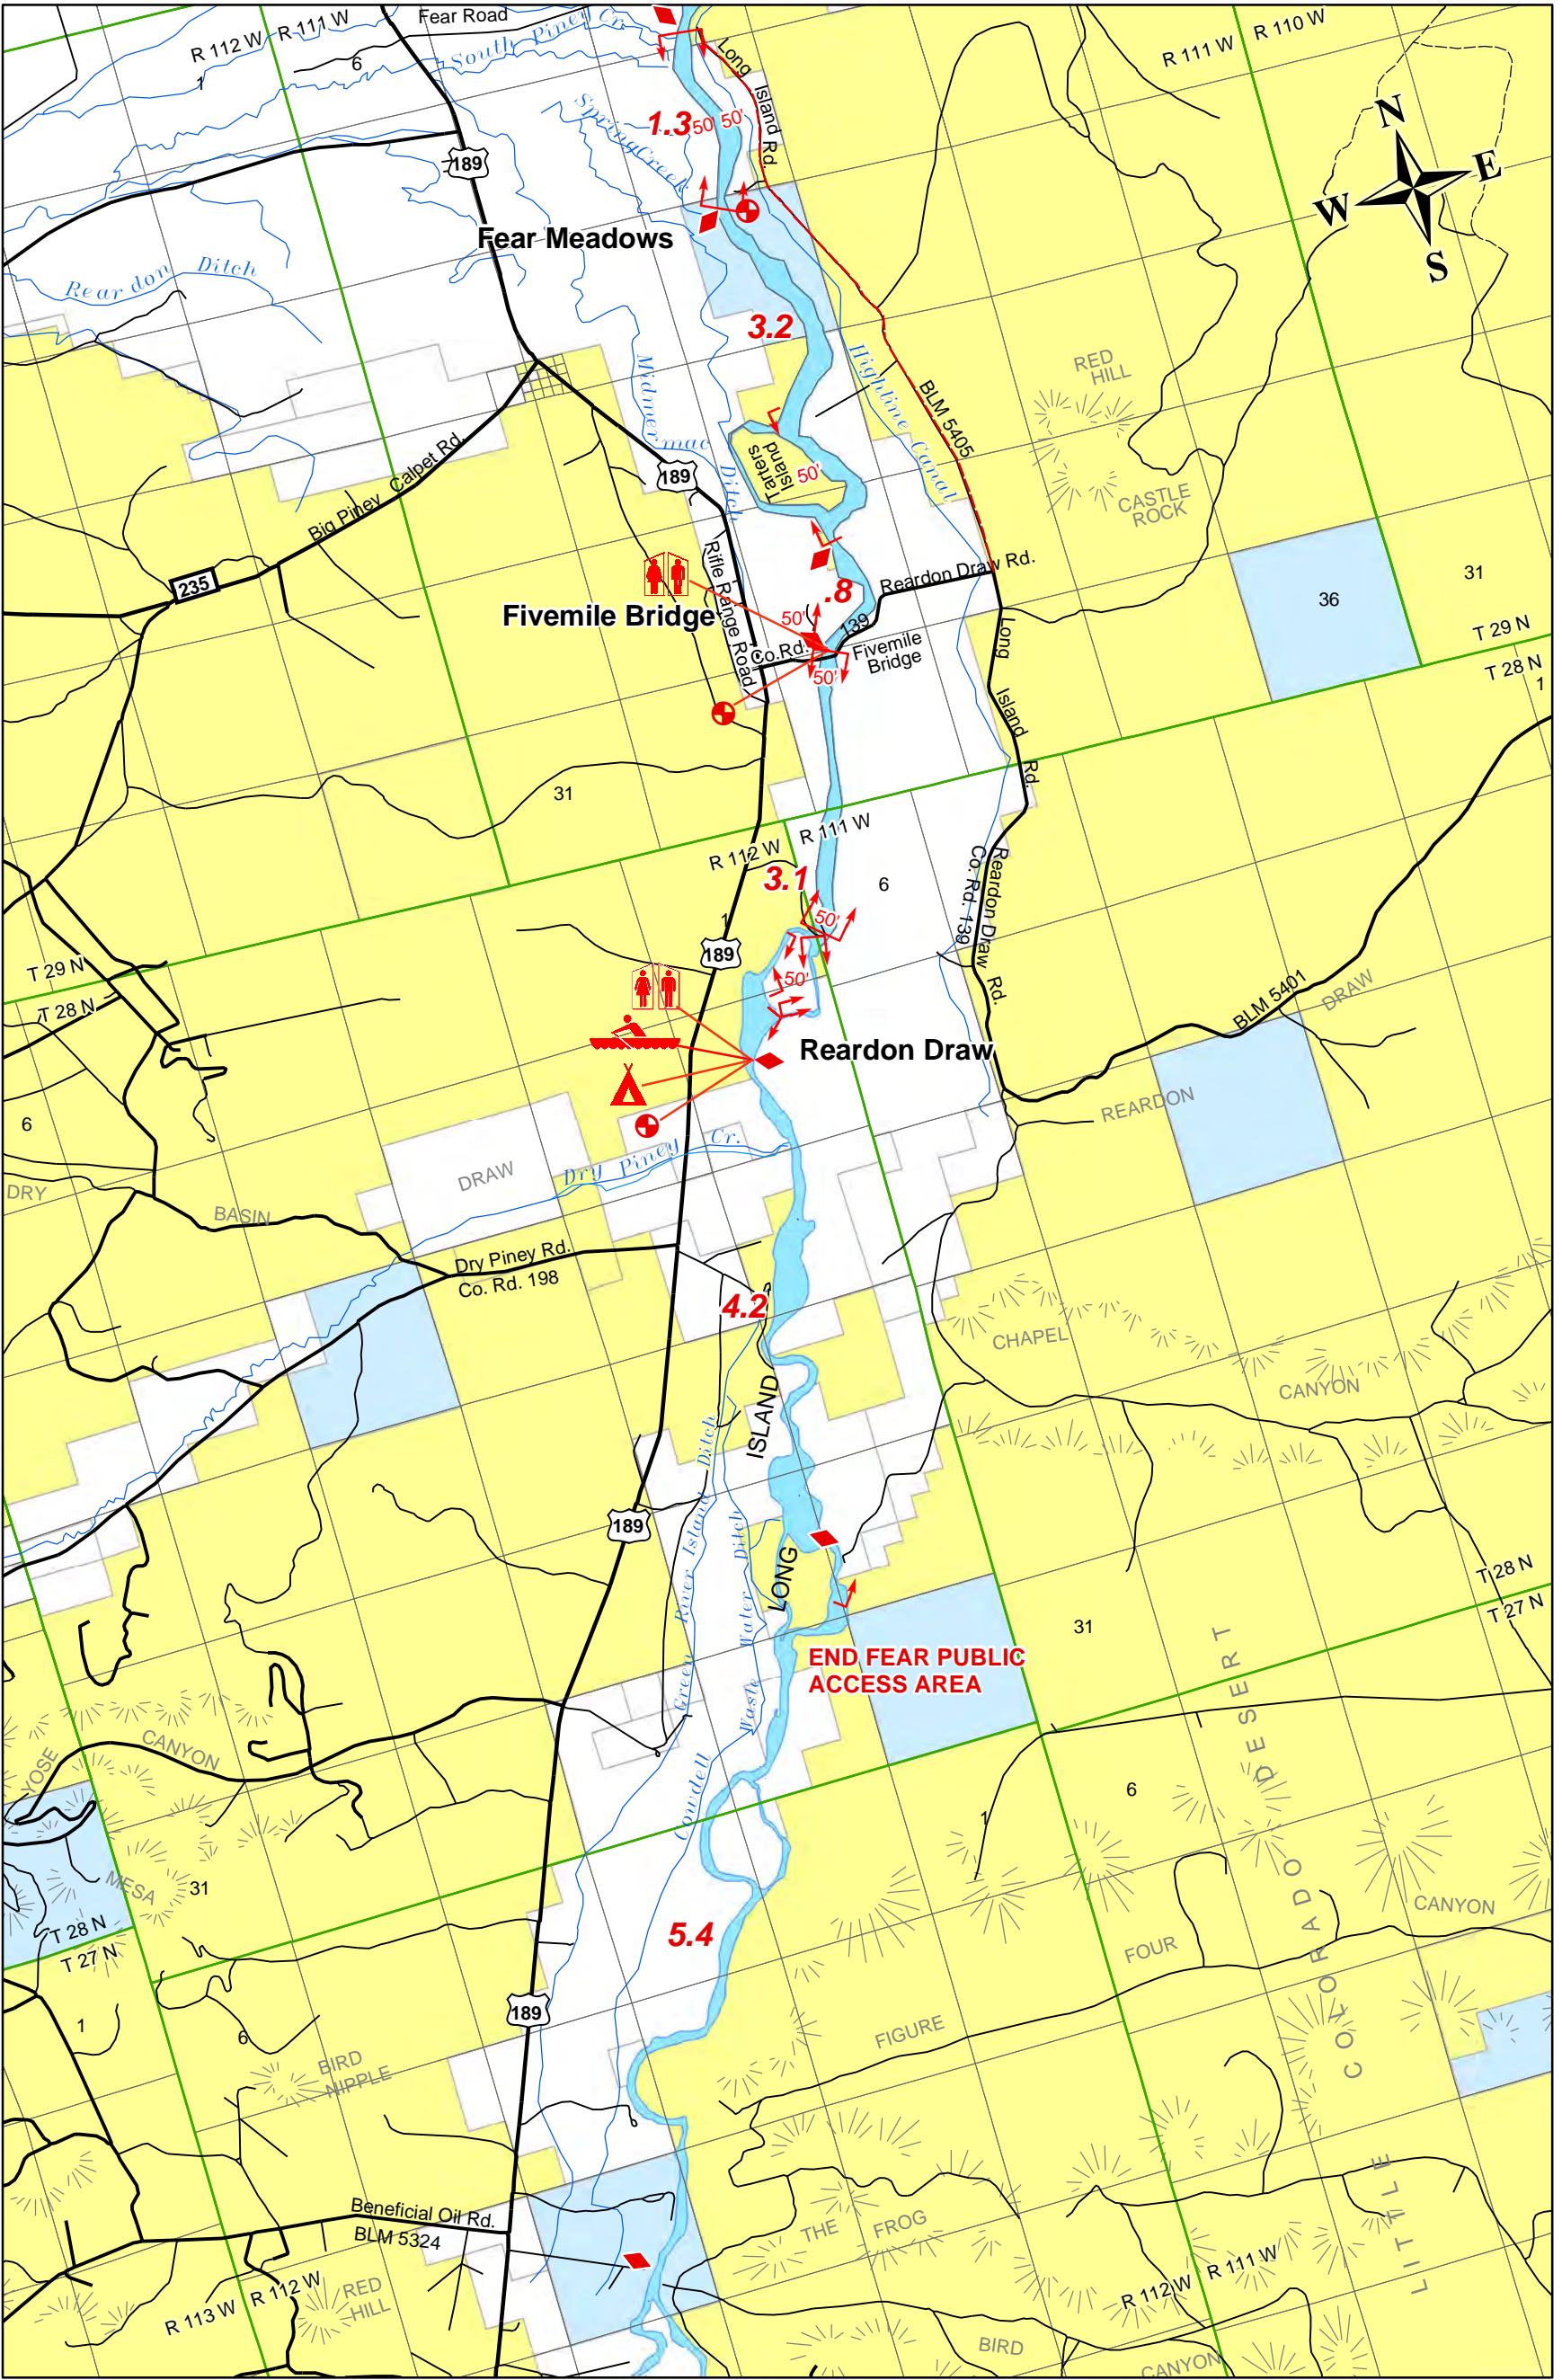 Fear Road
R 112 W
R 111 W
South Piney Cr.
R 111 W
R 110 W
6
1
Long Island Rd.
N
E
W
S
1.3
50'
50'
Spring Creek
189
Fear Meadows
Reardon Ditch
3.2
Midmermac Ditch
Highline Canal
BLM 5405
RED
HILL
Tarters
Island
50'
189
Big Piney Calpet Rd.
CASTLE
ROCK
235
Rifle Range Road
Reardon Draw Rd.
31
36
.8
Fivemile Bridge
50'
139
Co.Rd.
Fivemile
Bridge
50'
Long Island Rd.
T 29 N
T 28 N
1
31
R 112 W
R 111 W
3.1
6
Reardon Draw Rd.
Co. Rd. 139
50'
1
189
T 29 N
T 28 N
50'
BLM 5401
DRAW
Reardon Draw
REARDON
6
Dry Piney Cr.
DRAW
DRY
BASIN
Dry Piney Rd.
Co. Rd. 198
4.2
CHAPEL
CANYON
ISLAND
Green River Island Ditch
189
Cowdell Waste Water Ditch
LONG
T 28 N
T 27 N
31
END FEAR PUBLIC
ACCESS AREA
DESERT
CANYON
YOSE
6
1
MESA
31
T 28 N
T 27 N
CANYON
5.4
FOUR
COLORADO
189
1
6
FIGURE
BIRD
NIPPLE
LITTLE
Beneficial Oil Rd.
BLM 5324
THE
FROG
R 113 W
R 112 W
RED
HILL
R 112 W
R 111 W
BIRD
CANYON